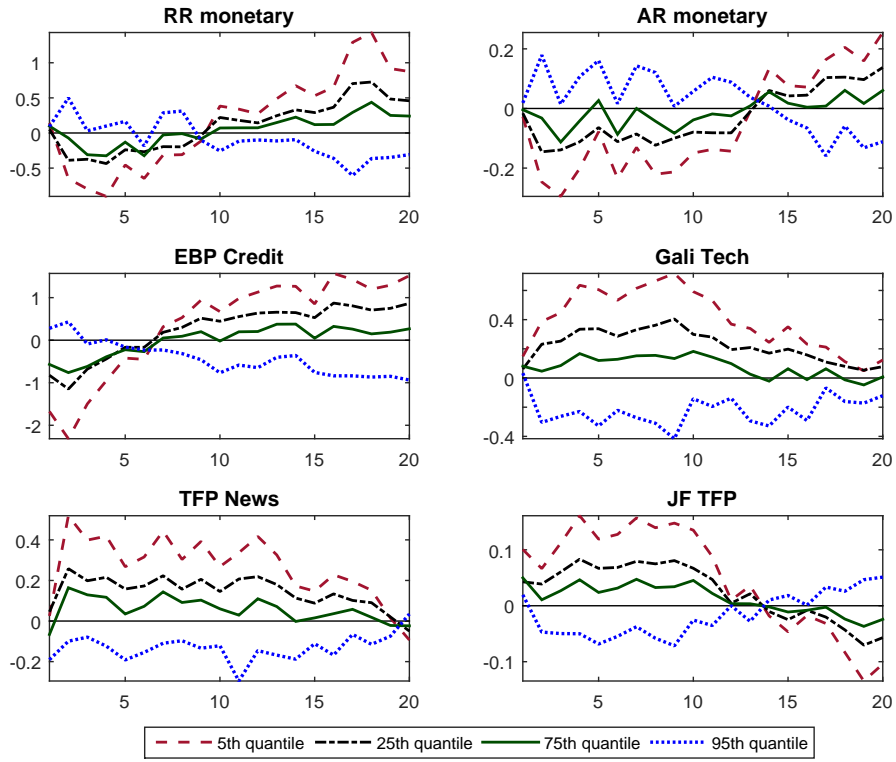 RR monetary
1
0.5
0
-0.5
5 10 15 20
AR monetary
0.2
0
-0.2
5 10 15 20
EBP Credit
1
0
-1
-2
5 10 15 20
Gali Tech
0.4
0
-0.4
5 10 15 20
TFP News
0.4
0.2
0
-0.2
5 10 15 20
JF TFP
0.1
0
-0.1
5 10 15 20
5th quantile 25th quantile 75th quantile 95th quantile